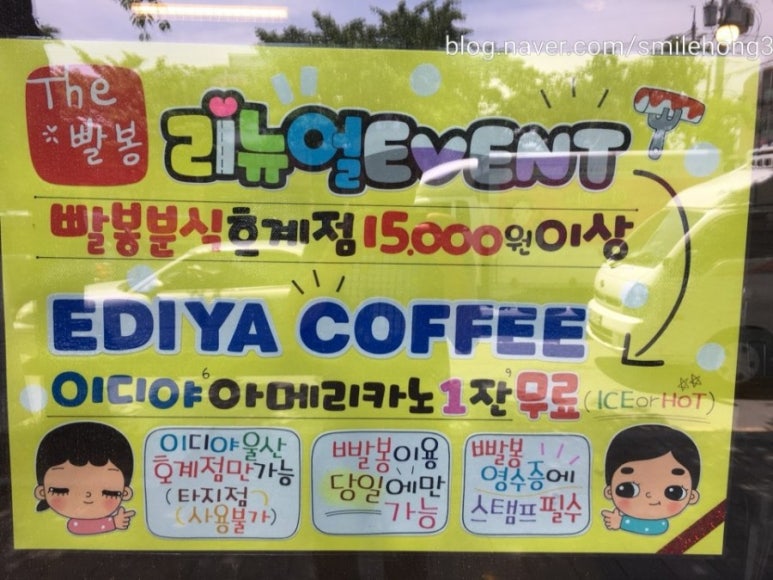 blog.naver.com/smilehong3
The
*빨봉
리뉴얼EVENT
빨봉분식호계점15,000원이상
EDIYA COFFEE
이디야아메리카노1잔무료(ICEorHOT)
이디야울산
호계점만가능
(타지점
사용불가)
빨봉이용
당일에만
가능
빨봉
영수증에
스탬프필수